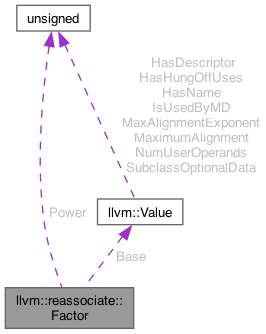 unsigned
HasDescriptor
HasHungOffUses
HasName
IsUsedByMD
MaxAlignmentExponent
MaximumAlignment
NumUserOperands
SubclassOptionalData
Power
llvm::Value
Base
llvm::reassociate::
Factor